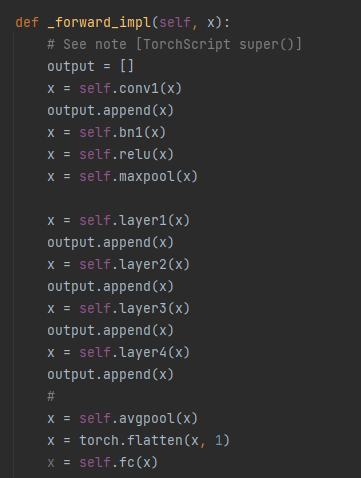 def _forward_impl(self, x):
    # See note [TorchScript super()]
    output = []
    x = self.conv1(x)
    output.append(x)
    x = self.bn1(x)
    x = self.relu(x)
    x = self.maxpool(x)

    x = self.layer1(x)
    output.append(x)
    x = self.layer2(x)
    output.append(x)
    x = self.layer3(x)
    output.append(x)
    x = self.layer4(x)
    output.append(x)
    #
    x = self.avgpool(x)
    x = torch.flatten(x, 1)
    x = self.fc(x)